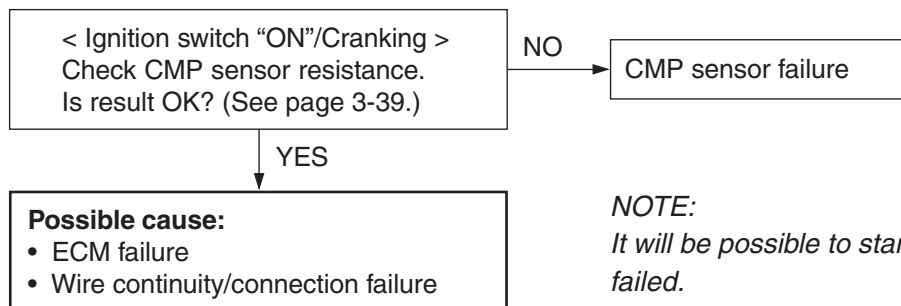 < Ignition switch “ON”/Cranking >
Check CMP sensor resistance.
Is result OK? (See page 3-39.)
NO
CMP sensor failure
YES
Possible cause:
• ECM failure
• Wire continuity/connection failure
NOTE:
It will be possible to
failed.